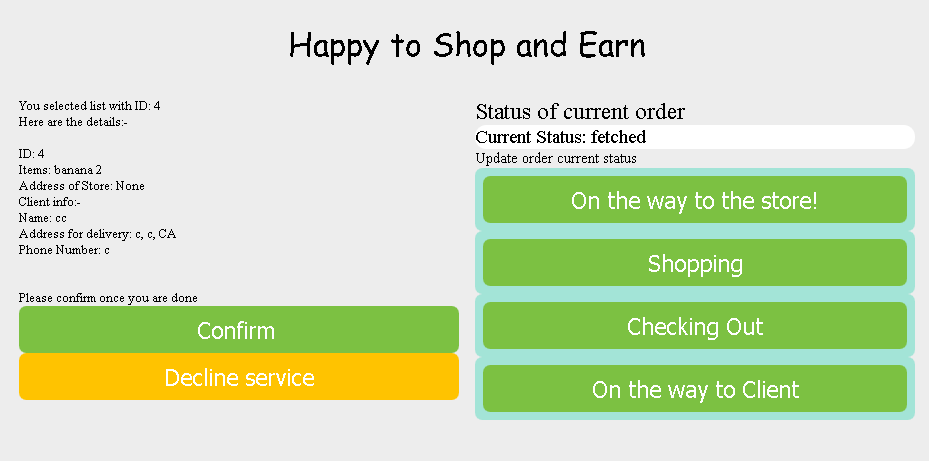 Happy to Shop and Earn
You selected list with ID: 4
Here are the details:-
ID: 4
Items: banana 2
Address of Store: None
Client info:-
Name: cc
Address for delivery: c, c, CA
Phone Number: c
Please confirm once you are done
Confirm
Decline service
Status of current order
Current Status: fetched
Update order current status
On the way to the store!
Shopping
Checking Out
On the way to Client